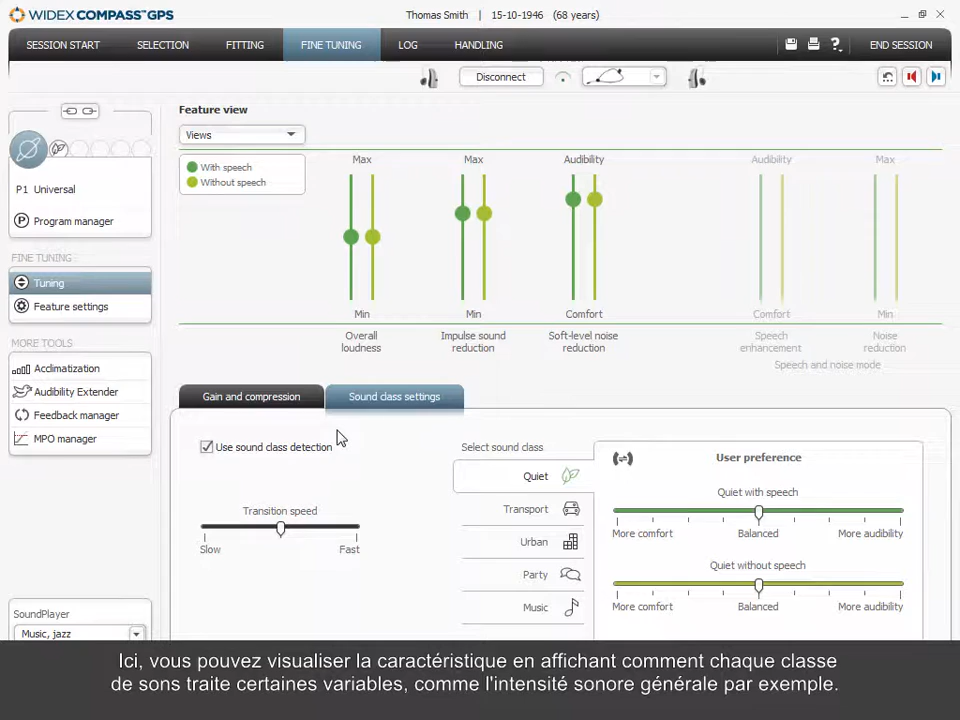 WIDEX COMPASS™ GPS
Thomas Smith | 15-10-1946 (68 years)
SESSION START SELECTION FITTING FINE TUNING LOG HANDLING ? END SESSION
Disconnect
Feature view
Views
With speech
Without speech
Max Max Audibility Audibility Max
Min Min Comfort Comfort Min
Overall loudness
Impulse sound reduction
Soft-level noise reduction
Speech enhancement
Noise reduction
Speech and noise mode
P1 Universal
P Program manager
FINE TUNING
Tuning
Feature settings
MORE TOOLS
Acclimatization
Audibility Extender
Feedback manager
MPO manager
SoundPlayer
Music, jazz
Gain and compression Sound class settings
Use sound class detection
Transition speed
Slow Fast
Select sound class
Quiet
Transport
Urban
Party
Music
User preference
Quiet with speech
More comfort Balanced More audibility
Quiet without speech
More comfort Balanced More audibility
Ici, vous pouvez visualiser la caractéristique en affichant comment chaque classe
de sons traite certaines variables, comme l'intensité sonore générale par exemple.